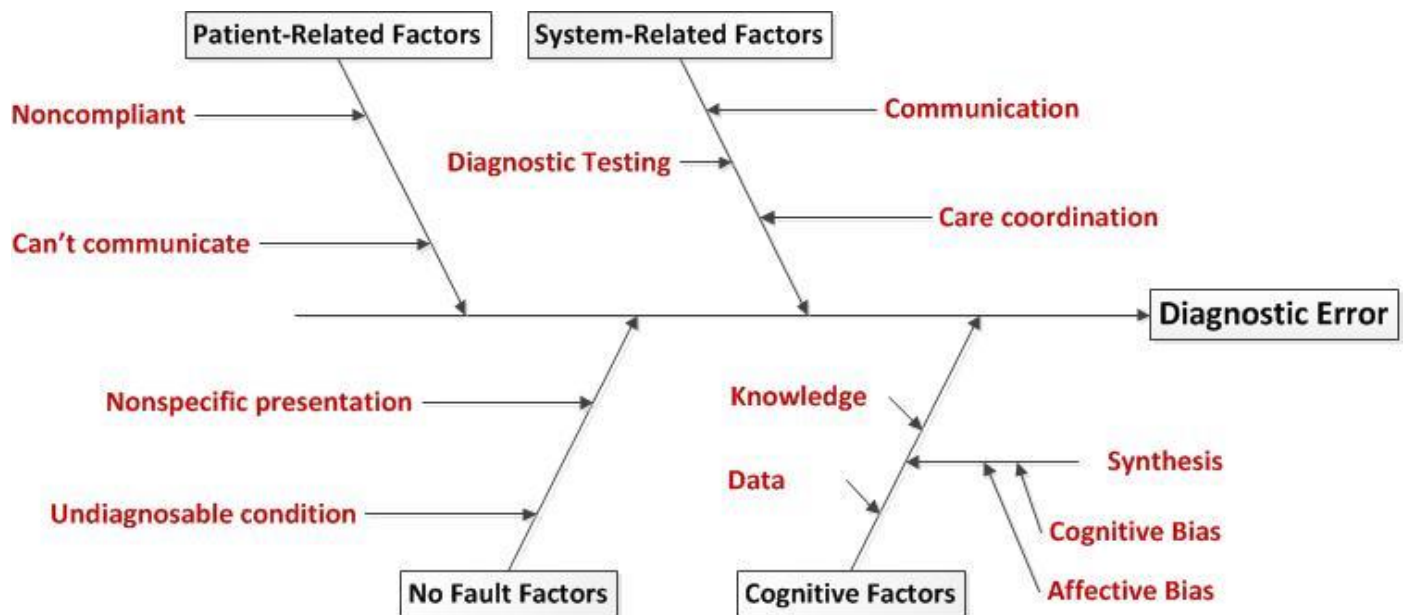 Patient-Related Factors
System-Related Factors
Noncompliant
Communication
Diagnostic Testing
Care coordination
Can't communicate
Diagnostic Error
Nonspecific presentation
Knowledge
Synthesis
Data
Undiagnosable condition
Cognitive Bias
Affective Bias
No Fault Factors
Cognitive Factors